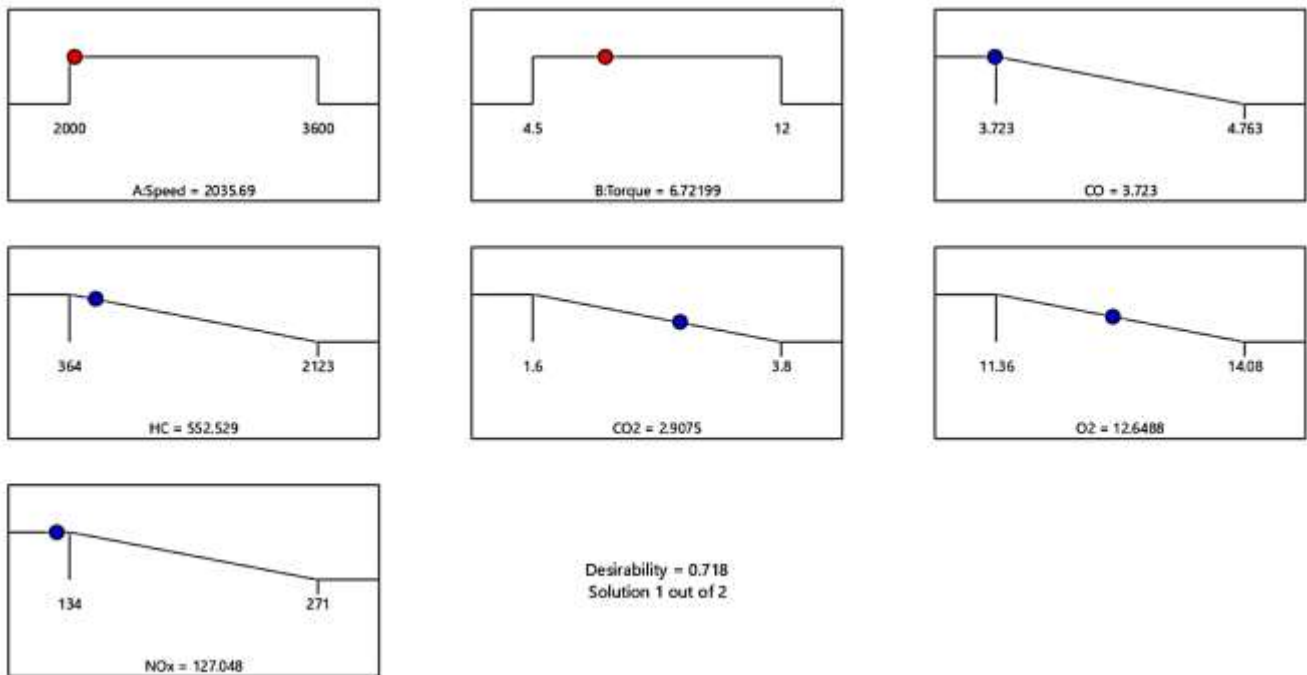 2000 3600
A:Speed = 2035.69
4.5 12
B:Torque = 6.72199
3.723 4.763
CO = 3.723
364 2123
HC = 552.529
1.6 3.8
CO2 = 2.9075
11.36 14.08
O2 = 12.6488
134 271
NOx = 127.048
Desirability = 0.718
Solution 1 out of 2